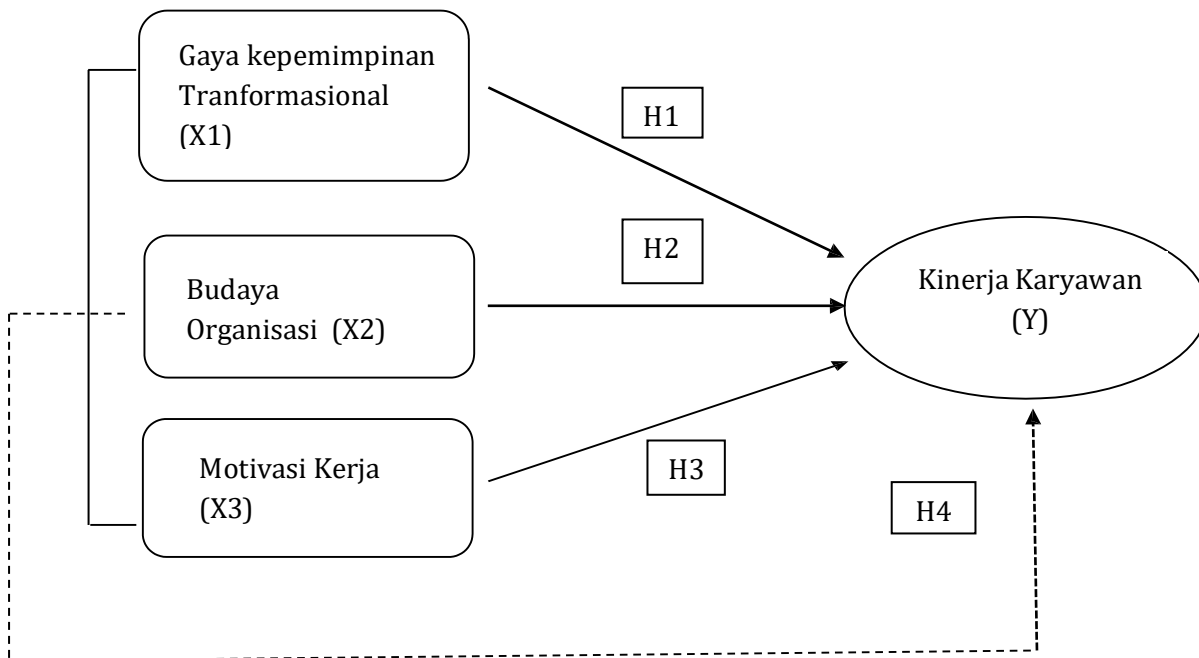 Gaya kepemimpinan
Tranformasional
(X1)
H1
Budaya
Organisasi (X2)
H2
Kinerja Karyawan
(Y)
Motivasi Kerja
(X3)
H3
H4